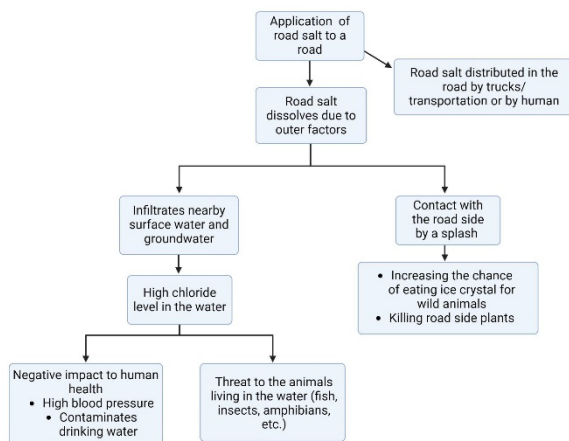 Application of
road salt to a
road
Road salt distributed in the
road by trucks/
transportation or by human
Road salt
dissolves due to
outer factors
Infiltrates nearby
surface water and
groundwater
Contact with
the road side
by a splash
High chloride
level in the water
• Increasing the chance
of eating ice crystal for
wild animals
• Killing road side plants
Negative impact to human
health
• High blood pressure
• Contaminates
drinking water
Threat to the animals
living in the water (fish,
insects, amphibians,
etc.)